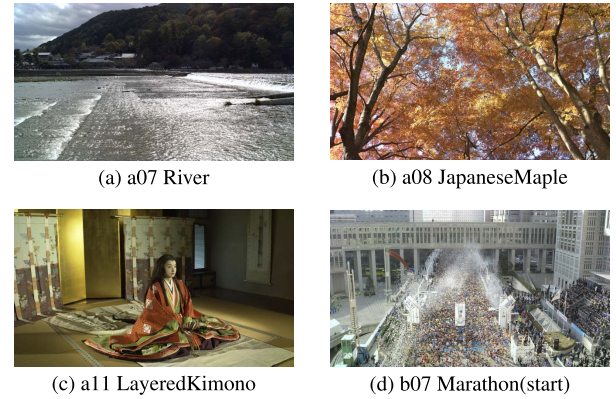 (a) a07 River
(b) a08 JapaneseMaple
(c) a11 LayeredKimono
(d) b07 Marathon(start)